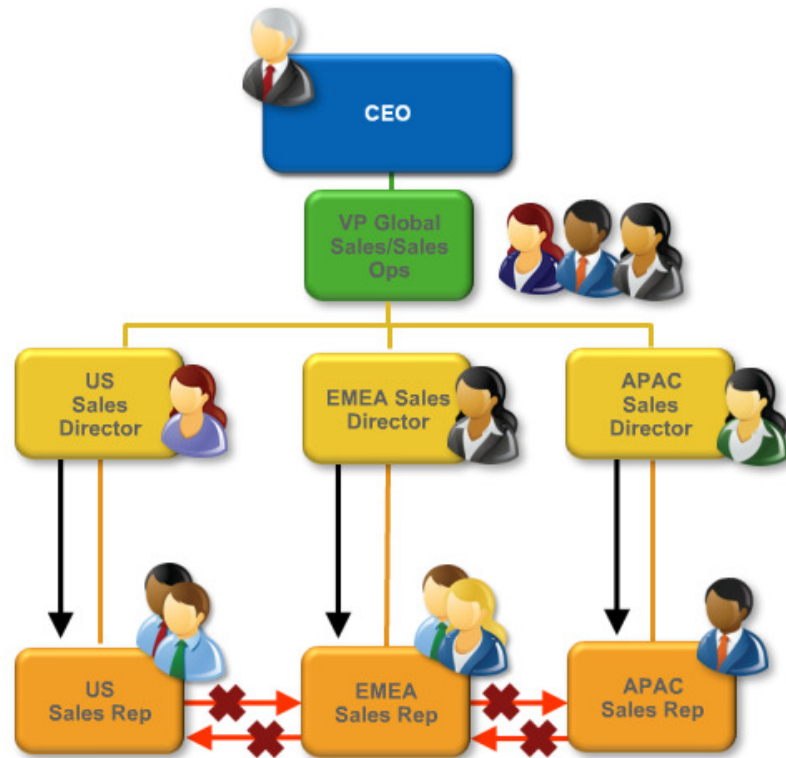 CEO
VP Global
Sales/Sales
Ops
US
Sales
Director
EMEA Sales
Director
APAC
Sales
Director
US
Sales Rep
EMEA
Sales Rep
APAC
Sales Rep